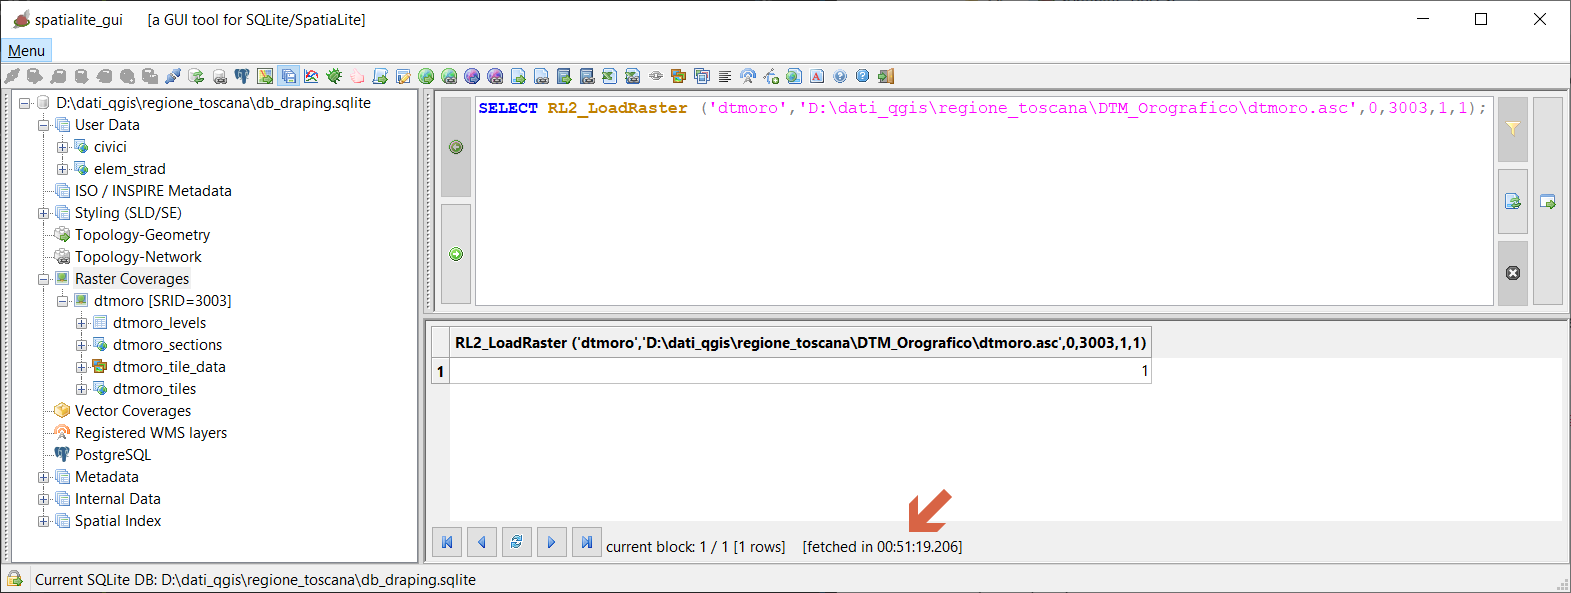 spatialite_gui [a GUI tool for SQLite/SpatiaLite]
Menu
D:\dati_qgis\regione_toscana\db_draping.sqlite
User Data
civici
elem_strad
ISO / INSPIRE Metadata
Styling (SLD/SE)
Topology-Geometry
Topology-Network
Raster Coverages
dtmoro [SRID=3003]
dtmoro_levels
dtmoro_sections
dtmoro_tile_data
dtmoro_tiles
Vector Coverages
Registered WMS layers
PostgreSQL
Metadata
Internal Data
Spatial Index
SELECT RL2_LoadRaster ('dtmoro','D:\dati_qgis\regione_toscana\DTM_Orografico\dtmoro.asc',0,3003,1,1);
RL2_LoadRaster ('dtmoro','D:\dati_qgis\regione_toscana\DTM_Orografico\dtmoro.asc',0,3003,1,1)
1 1
current block: 1 / 1 [1 rows] [fetched in 00:51:19.206]
Current SQLite DB: D:\dati_qgis\regione_toscana\db_draping.sqlite